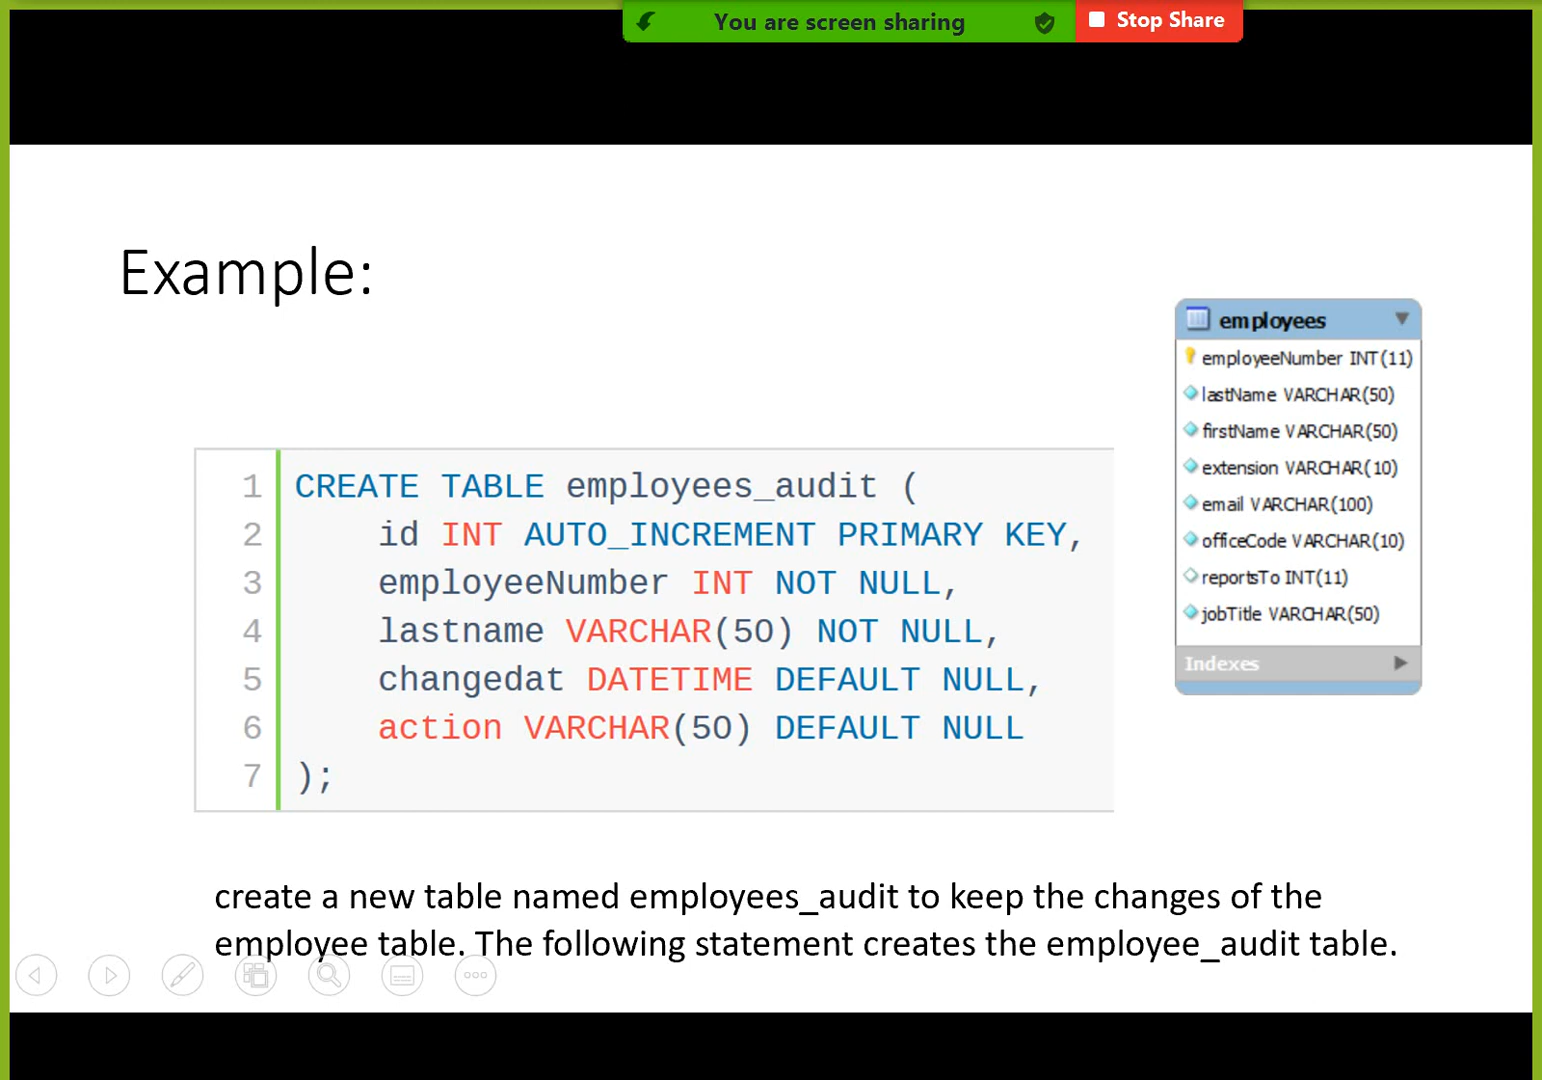 You are screen sharing
Stop Share
Example:
employees
employeeNumber INT(11)
lastName VARCHAR(50)
firstName VARCHAR(50)
extension VARCHAR(10)
email VARCHAR(100)
officeCode VARCHAR(10)
reportsTo INT(11)
jobTitle VARCHAR(50)
Indexes
1 CREATE TABLE employees_audit (
2 id INT AUTO_INCREMENT PRIMARY KEY,
3 employeeNumber INT NOT NULL,
4 lastname VARCHAR(50) NOT NULL,
5 changedat DATETIME DEFAULT NULL,
6 action VARCHAR(50) DEFAULT NULL
7 );
create a new table named employees_audit to keep the changes of the
employee table. The following statement creates the employee_audit table.